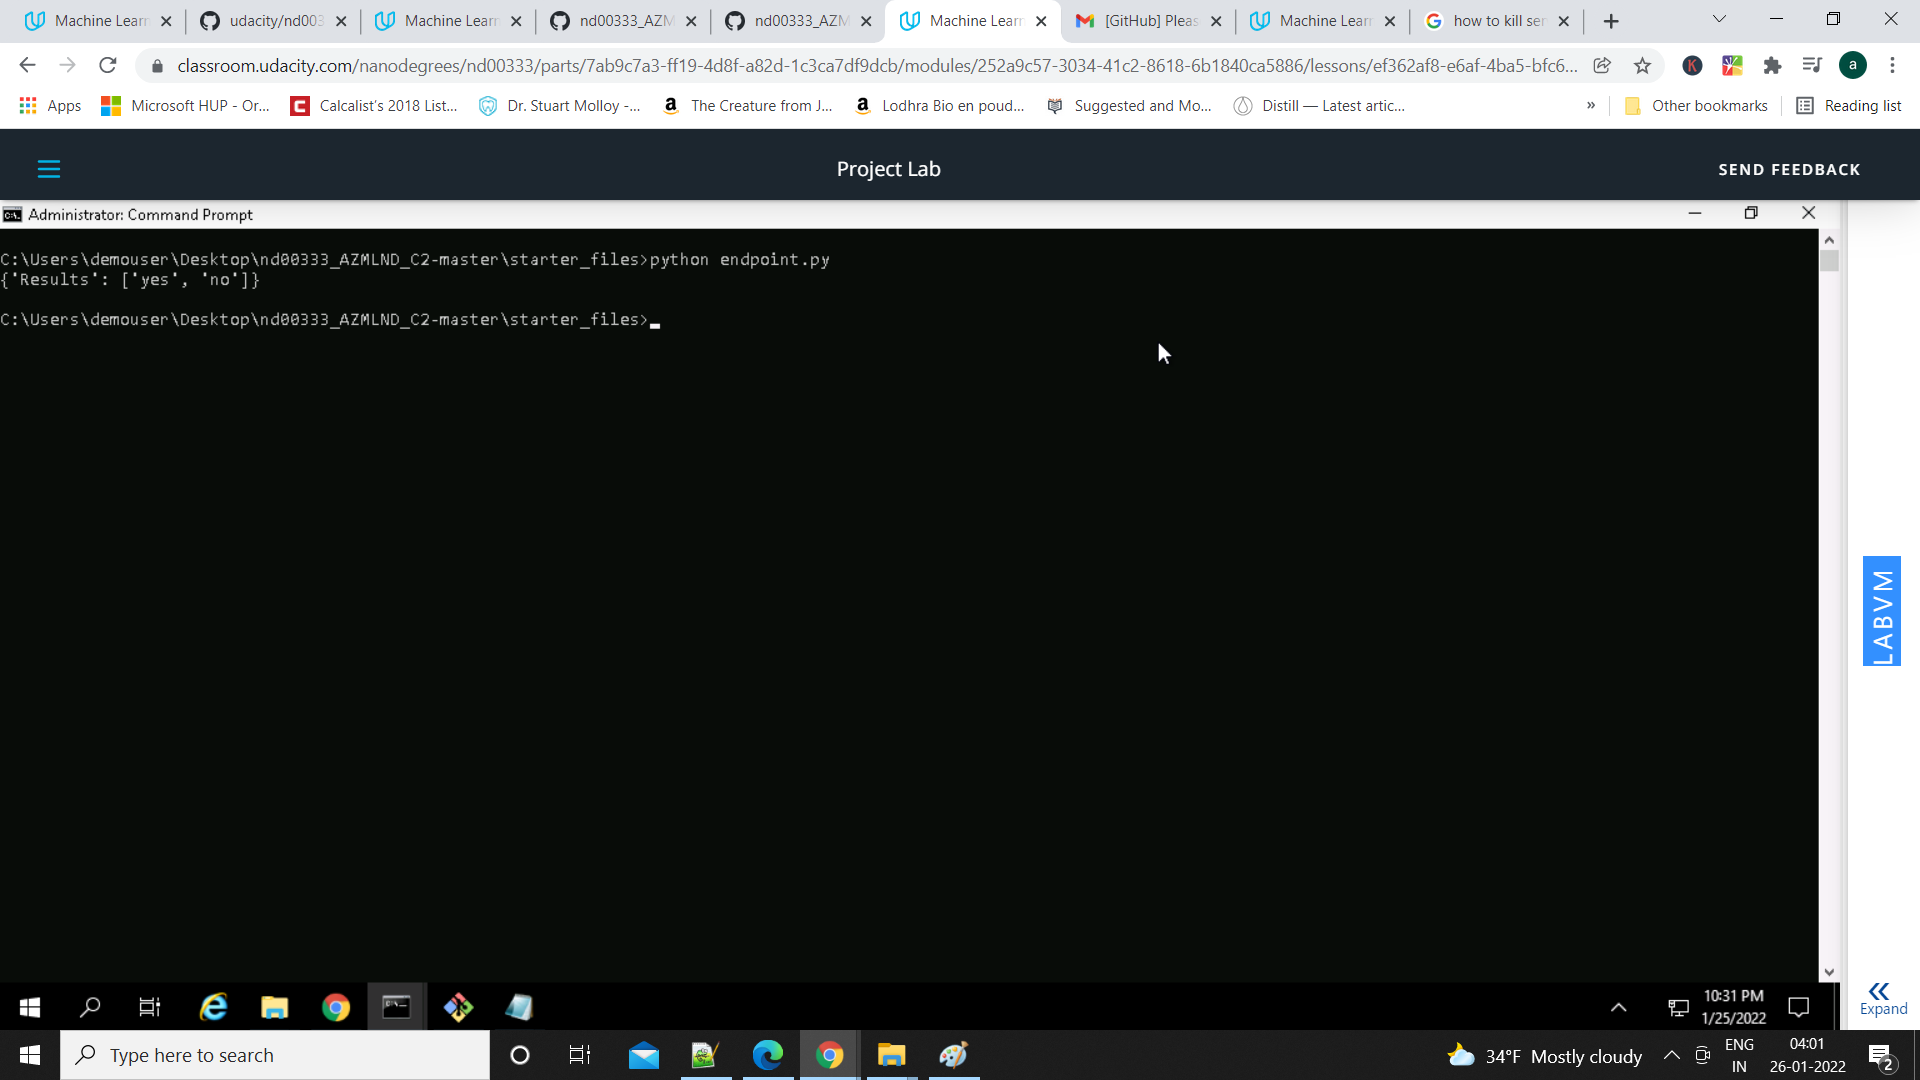 Machine Learn
udacity/nd003
Machine Learn
nd00333_AZM
nd00333_AZM
Machine Learn
[GitHub] Pleas
Machine Learn
how to kill ser
classroom.udacity.com/nanodegrees/nd00333/parts/7ab9c7a3-ff19-4d8f-a82d-1c3ca7df9dcb/modules/252a9c57-3034-41c2-8618-6b1840ca5886/lessons/ef362af8-e6af-4ba5-bfc6...
K
a
Apps
Microsoft HUP - Or...
Calcalist's 2018 List...
Dr. Stuart Molloy -...
The Creature from J...
Lodhra Bio en poud...
Suggested and Mo...
Distill — Latest artic...
»
Other bookmarks
Reading list
Project Lab
SEND FEEDBACK
Administrator: Command Prompt
C:\Users\demouser\Desktop\nd00333_AZMLND_C2-master\starter_files>python endpoint.py
{'Results': ['yes', 'no']}
C:\Users\demouser\Desktop\nd00333_AZMLND_C2-master\starter_files>
LABVM
Expand
10:31 PM
1/25/2022
Type here to search
34°F Mostly cloudy
ENG
IN
04:01
26-01-2022
2